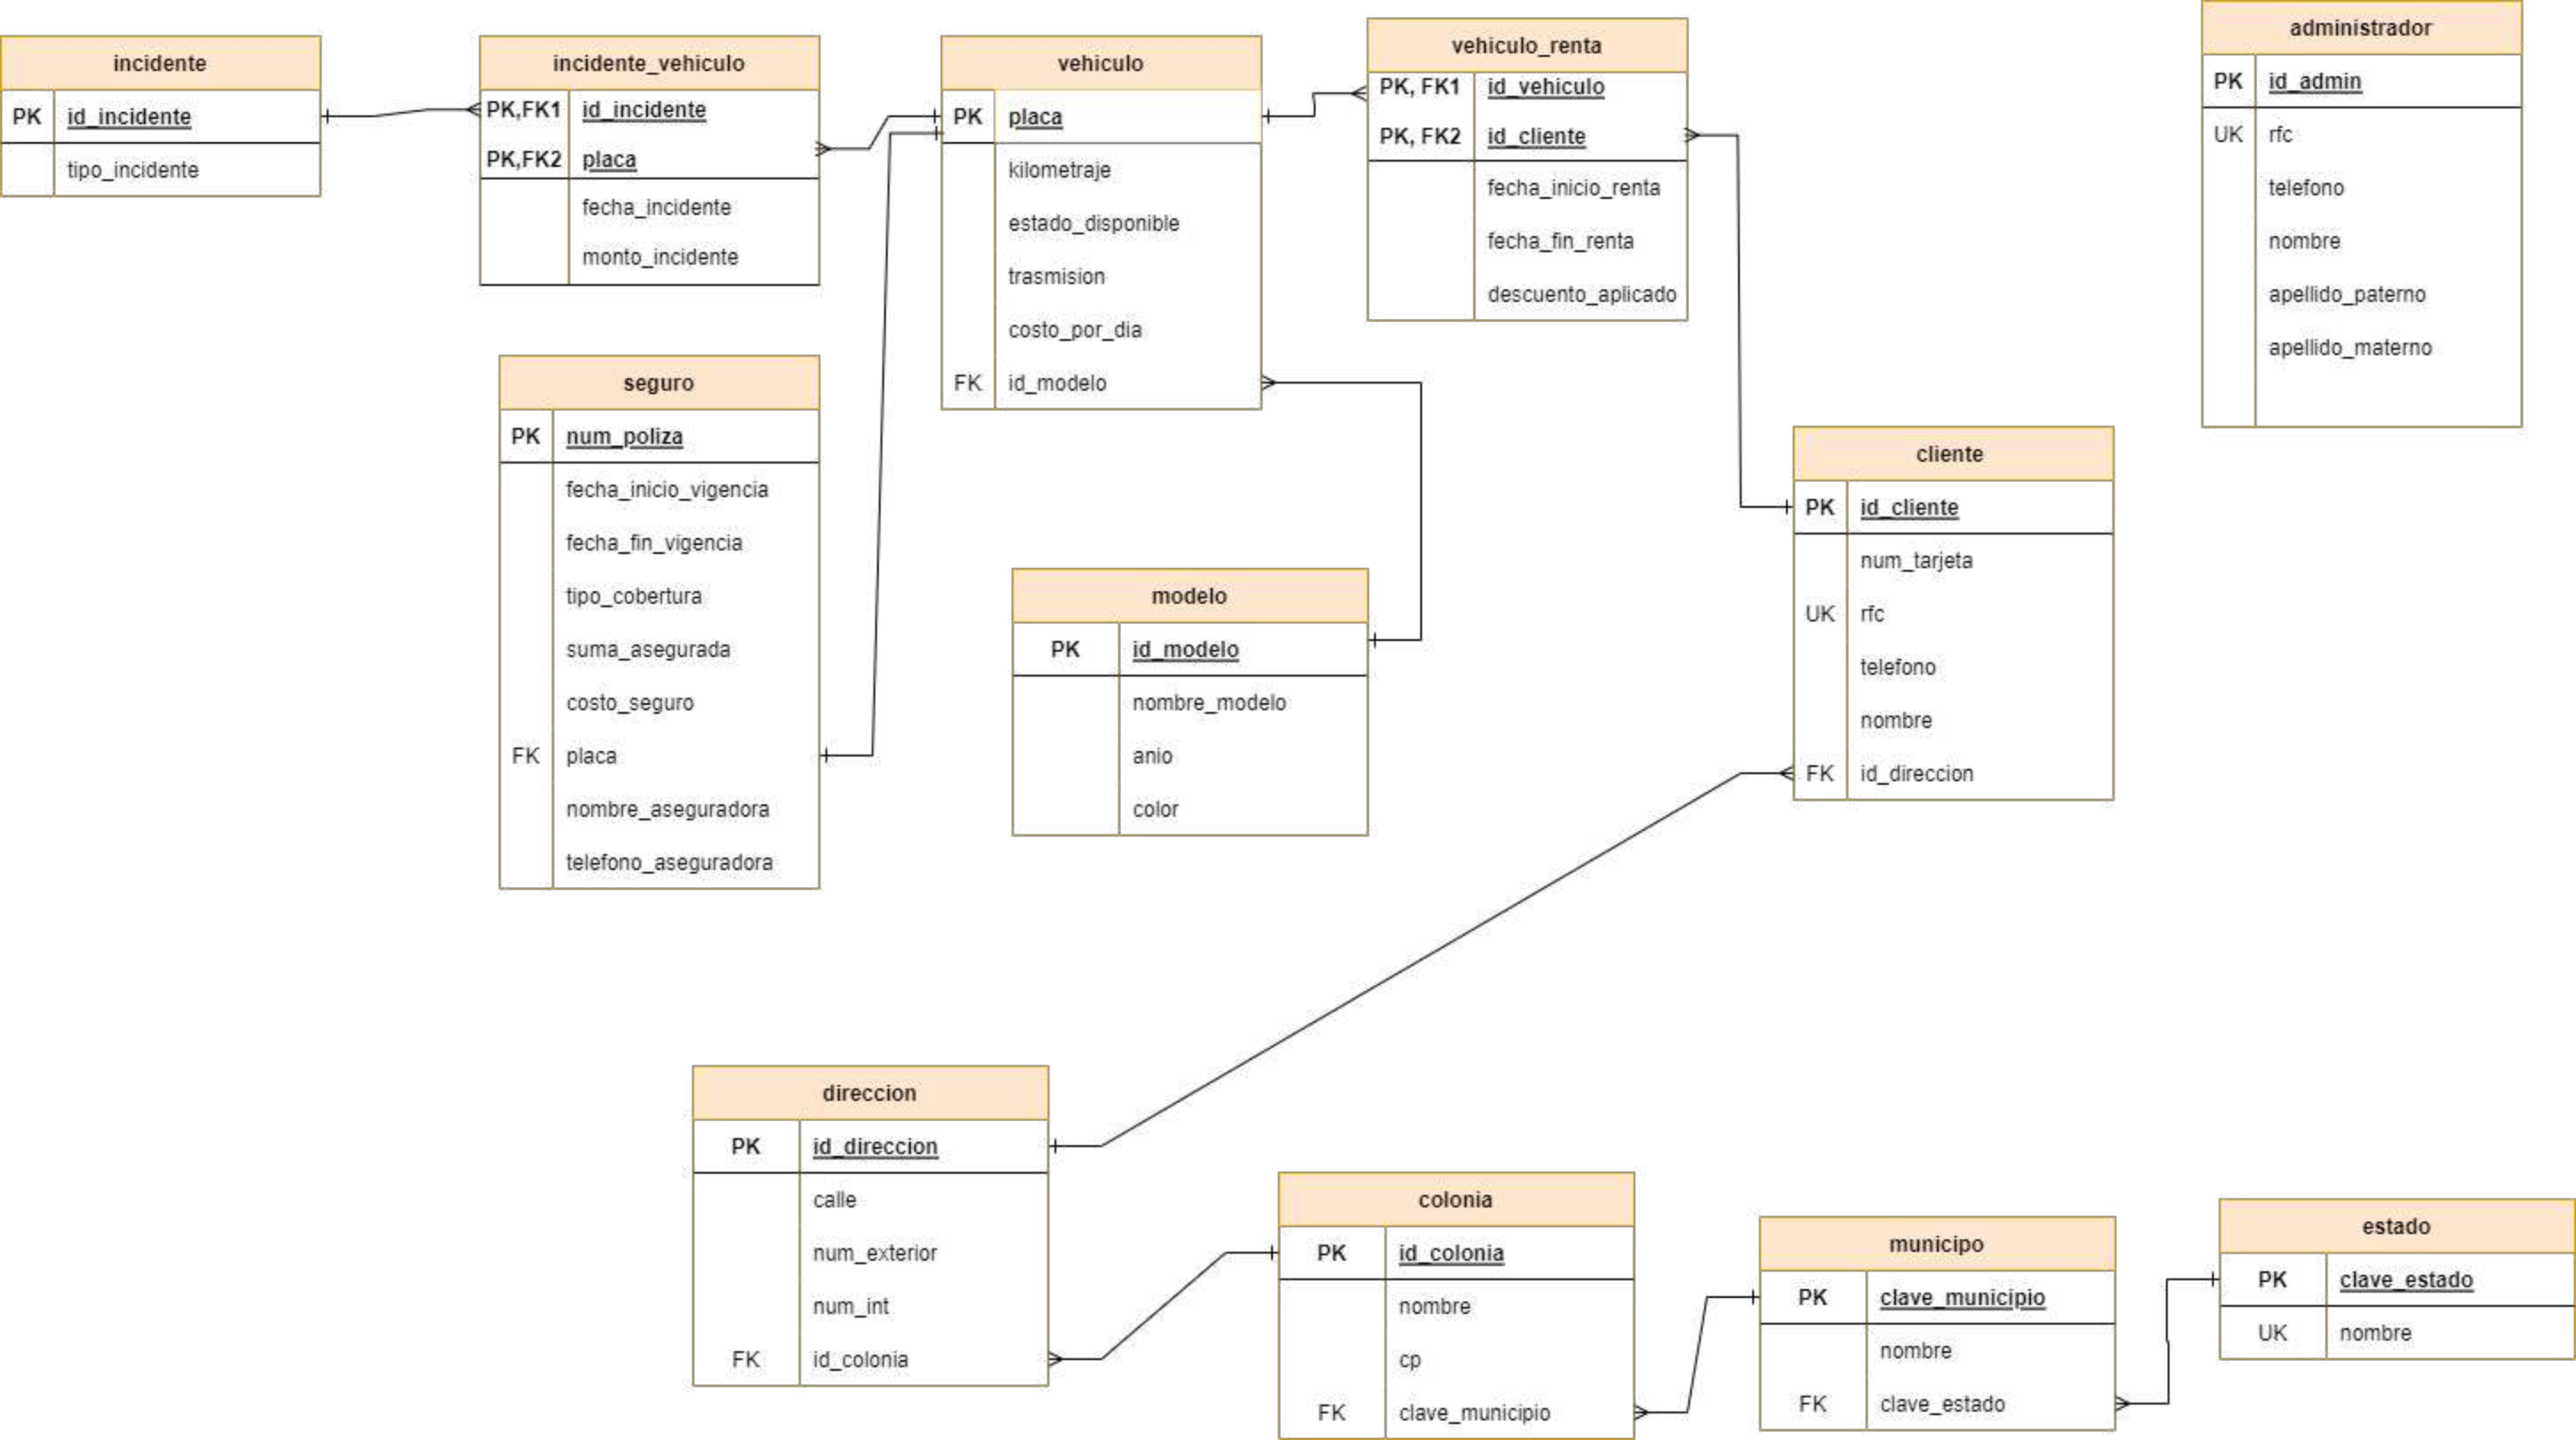 incidente
PK id_incidente
tipo_incidente
incidente_vehiculo
PK,FK1 id_incidente
PK,FK2 placa
fecha_incidente
monto_incidente
vehiculo
PK placa
kilometraje
estado_disponible
trasmision
costo_por_dia
FK id_modelo
vehiculo_renta
PK, FK1 id_vehiculo
PK, FK2 id_cliente
fecha_inicio_renta
fecha_fin_renta
descuento_aplicado
administrador
PK id_admin
UK rfc
telefono
nombre
apellido_paterno
apellido_materno
seguro
PK num_poliza
fecha_inicio_vigencia
fecha_fin_vigencia
tipo_cobertura
suma_asegurada
costo_seguro
FK placa
nombre_aseguradora
telefono_aseguradora
modelo
PK id_modelo
nombre_modelo
anio
color
cliente
PK id_cliente
num_tarjeta
UK rfc
telefono
nombre
FK id_direccion
direccion
PK id_direccion
calle
num_exterior
num_int
FK id_colonia
colonia
PK id_colonia
nombre
cp
FK clave_municipio
municipo
PK clave_municipio
nombre
FK clave_estado
estado
PK clave_estado
UK nombre